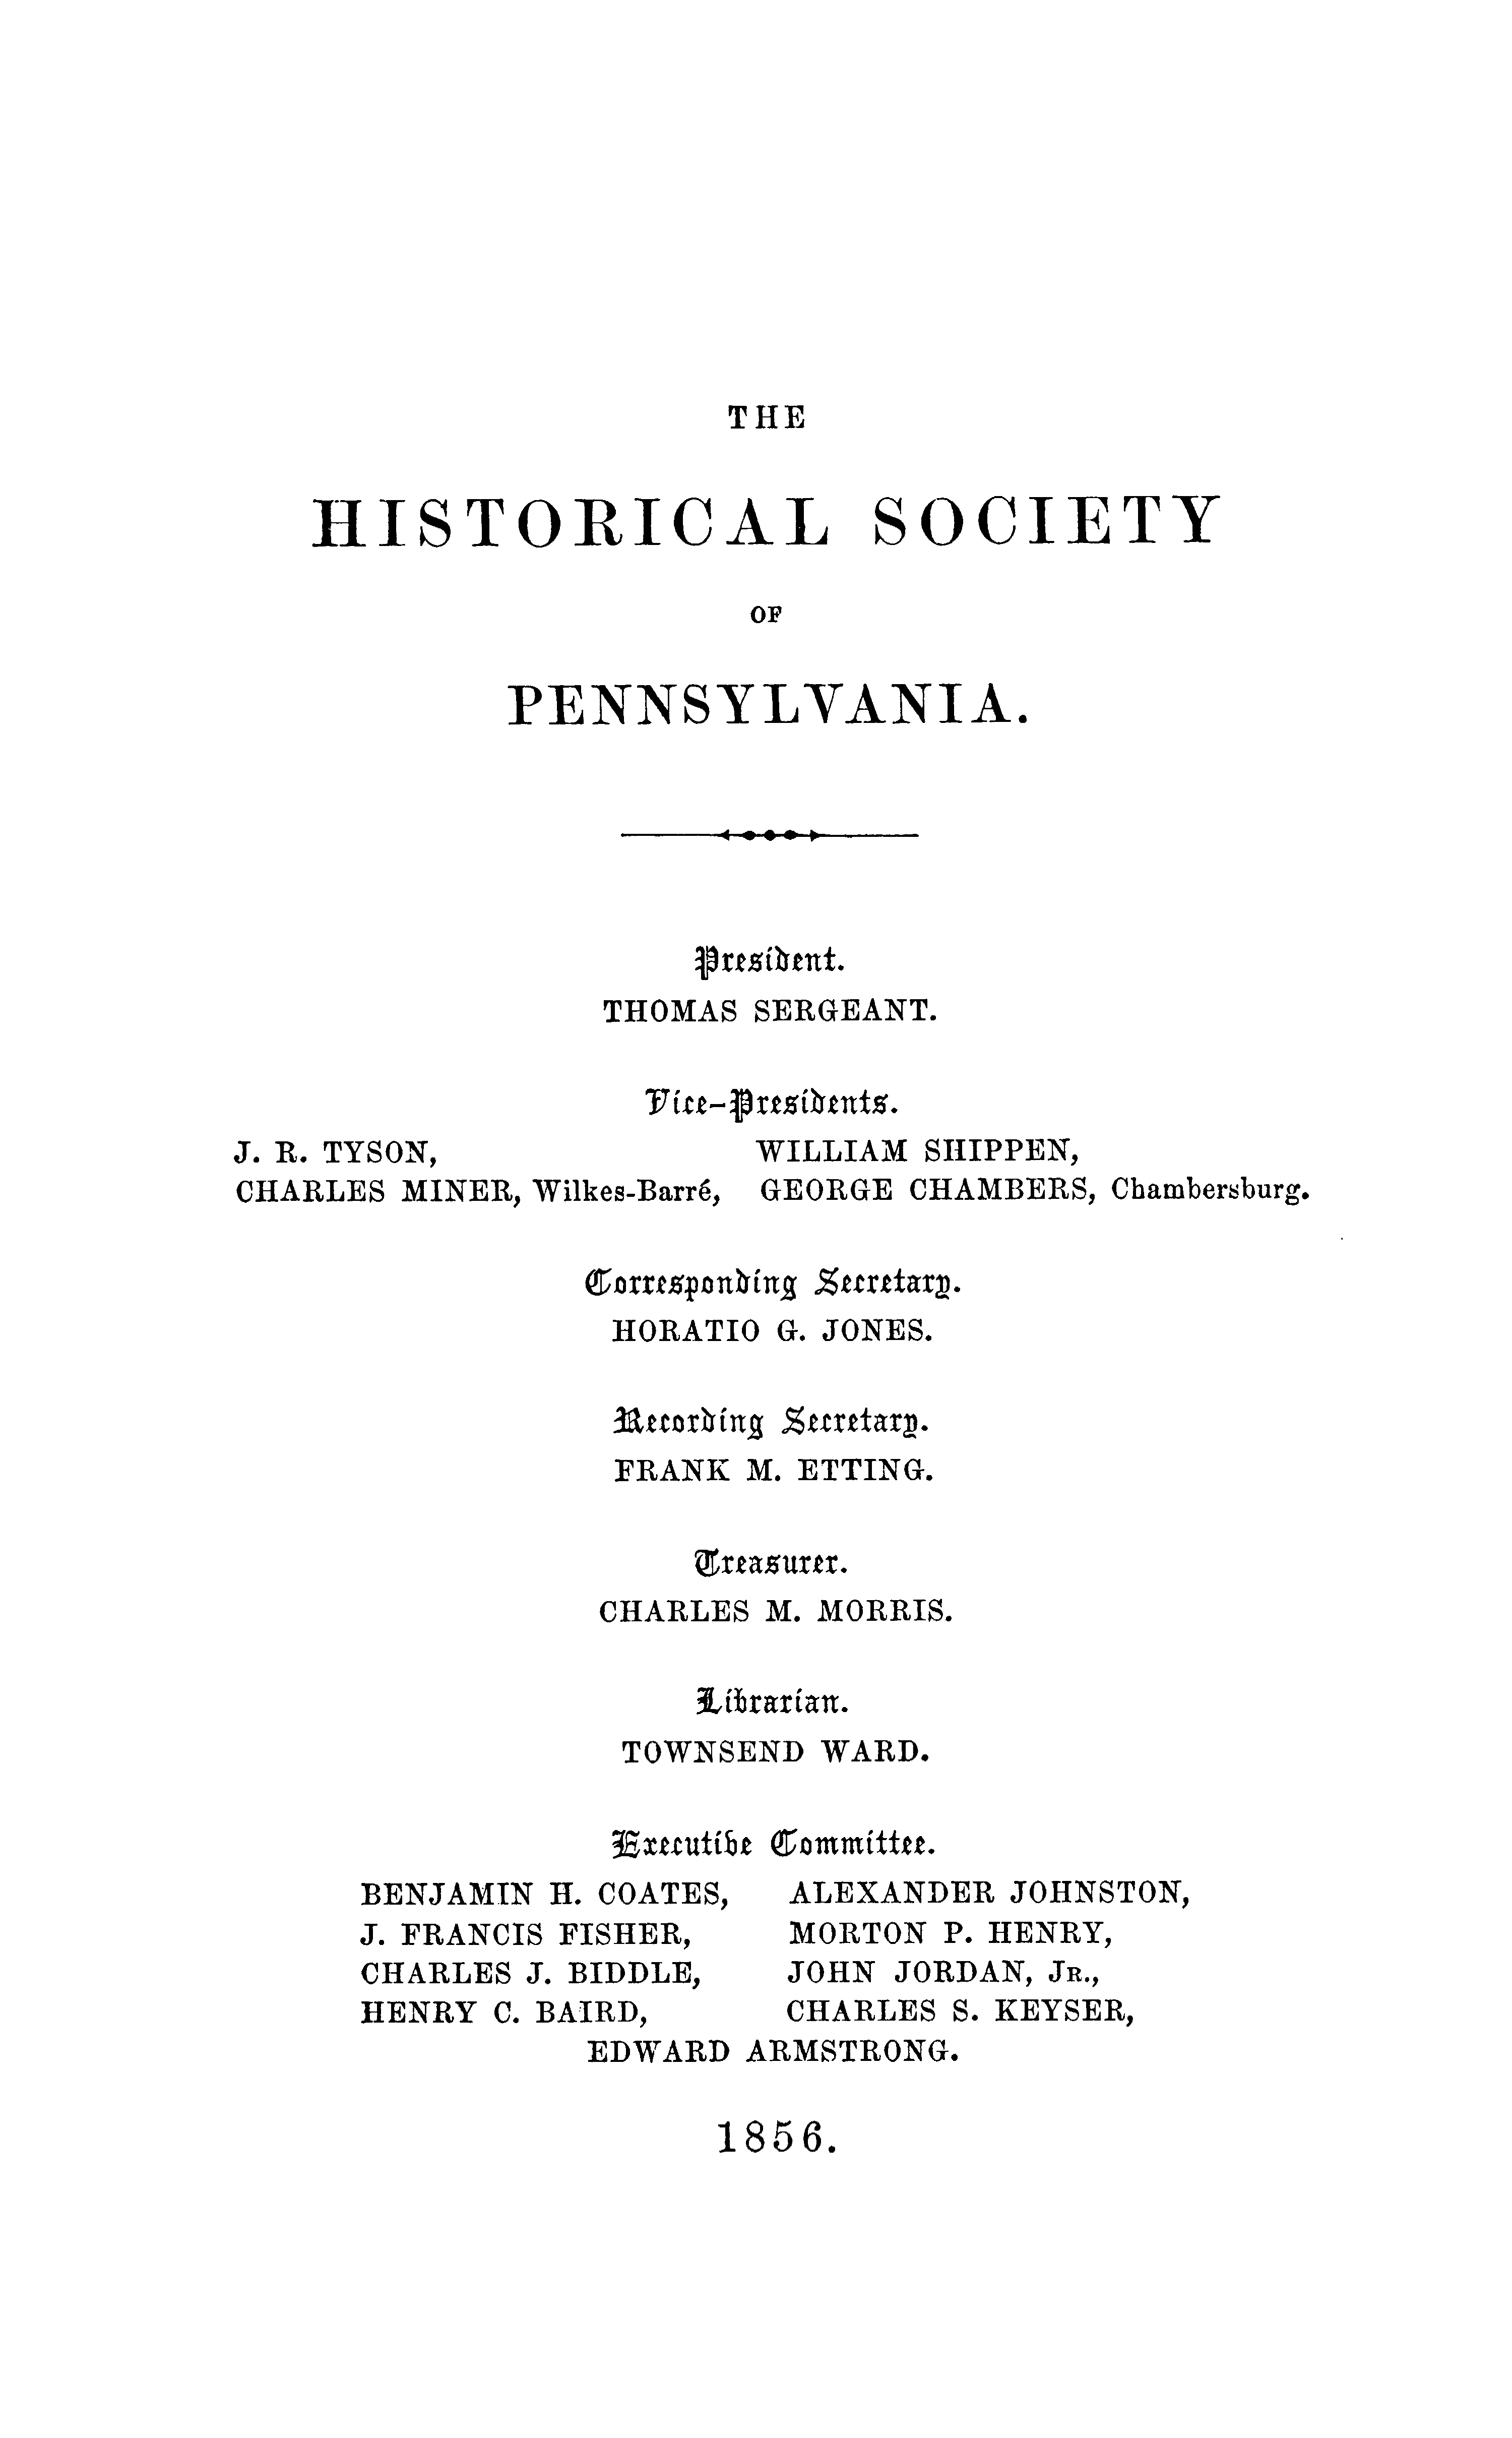 THE
HISTORICAL SOCIETY
OF
PENNSYLVANIA.
President.
THOMAS SERGEANT.
Vice-Presidents.
J. R. TYSON, WILLIAM SHIPPEN,
CHARLES MINER, Wilkes-Barré, GEORGE CHAMBERS, Chambersburg.
Corresponding Secretary.
HORATIO G. JONES.
Recording Secretary.
FRANK M. ETTING.
Treasurer.
CHARLES M. MORRIS.
Librarian.
TOWNSEND WARD.
Executive Committee.
BENJAMIN H. COATES, ALEXANDER JOHNSTON,
J. FRANCIS FISHER, MORTON P. HENRY,
CHARLES J. BIDDLE, JOHN JORDAN, JR.,
HENRY C. BAIRD, CHARLES S. KEYSER,
EDWARD ARMSTRONG.
1856.